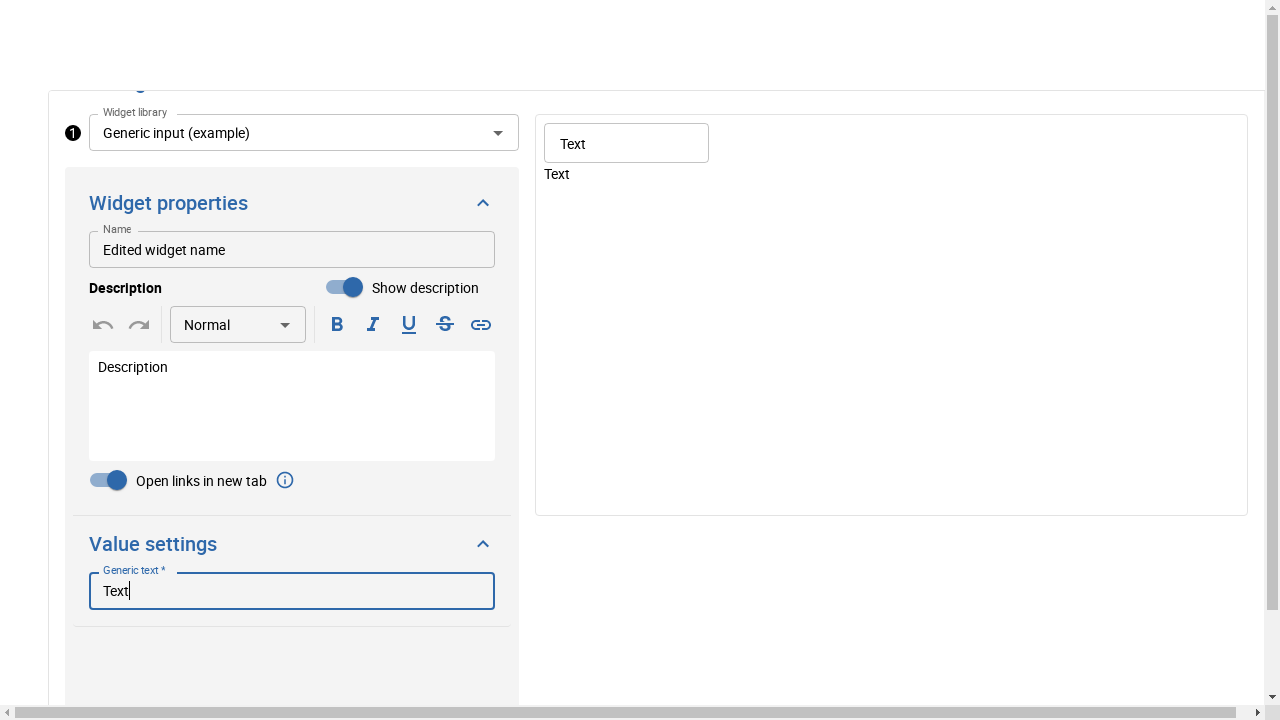 Widget library
1
Generic input (example)
Widget properties
Name
Edited widget name
Description
Show description
Normal
B I U S
Description
Open links in new tab
Value settings
Generic text *
Text
Text
Text